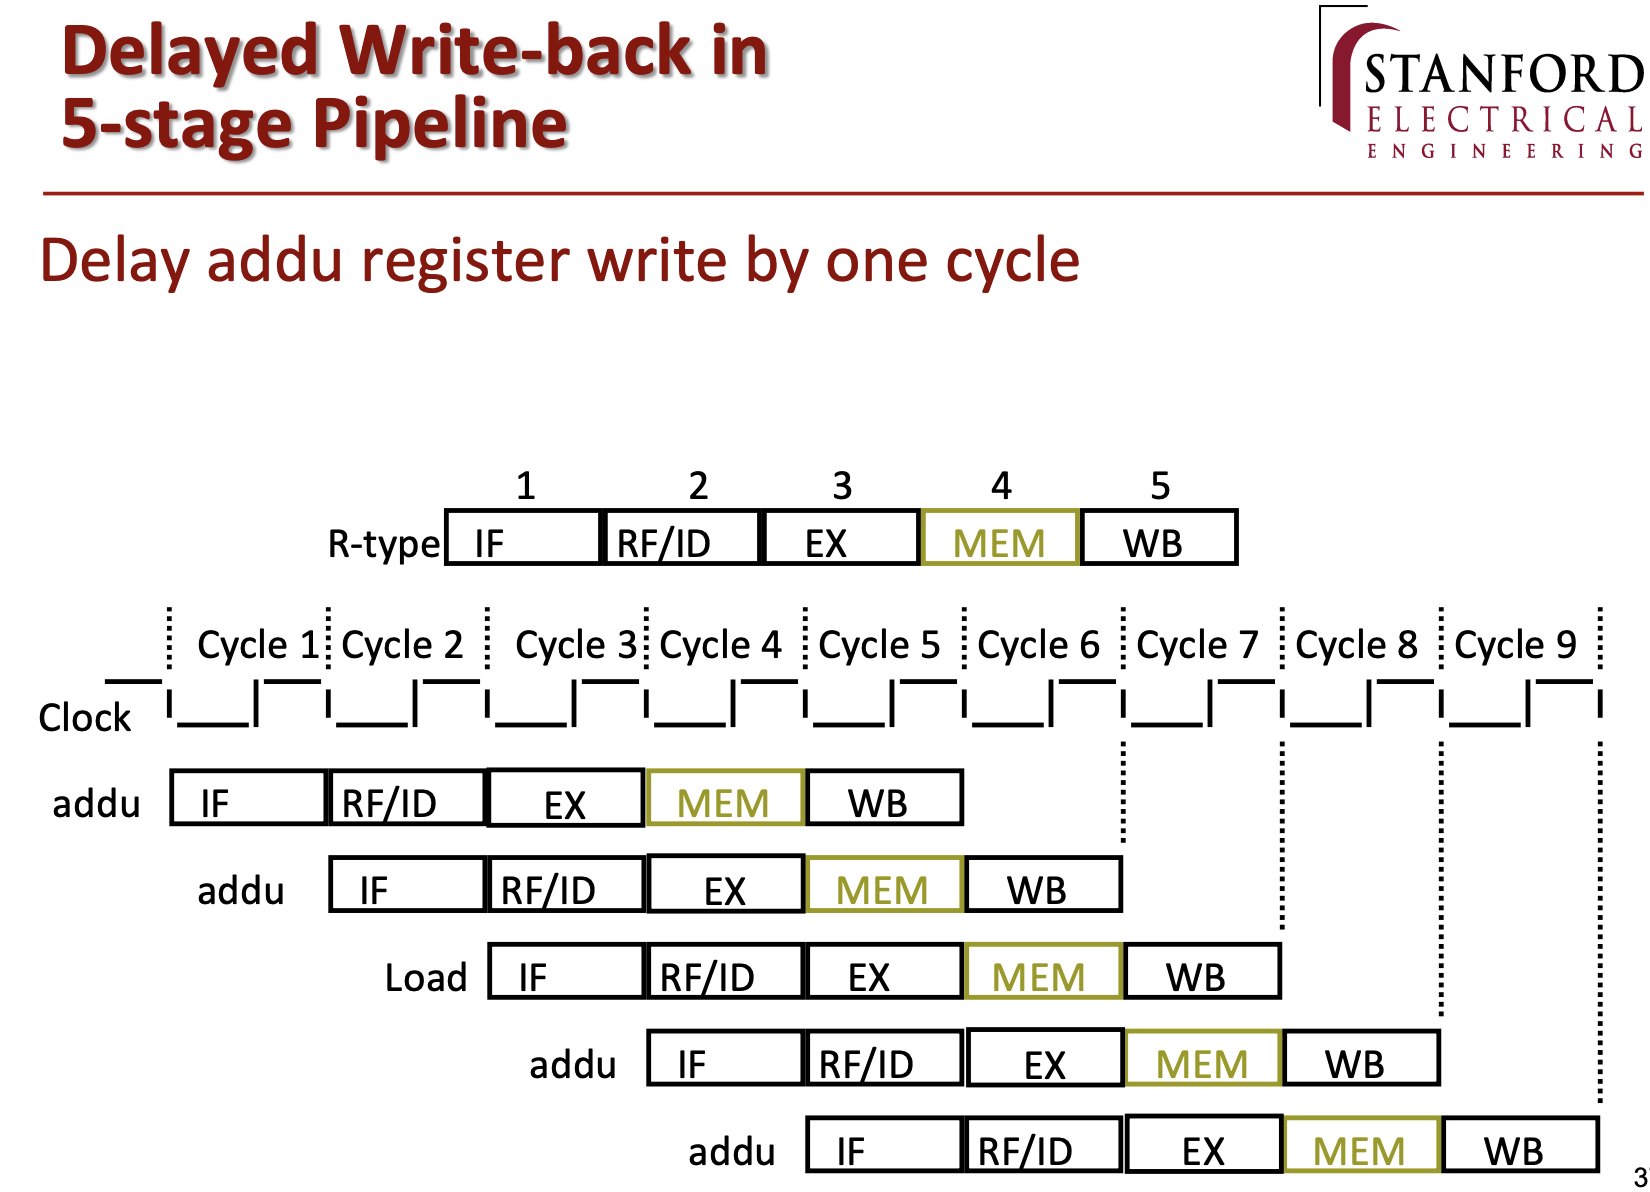 Delayed Write-back in
5-stage Pipeline
STANFORD
ELECTRICAL
ENGINEERING
Delay addu register write by one cycle
1 2 3 4 5
R-type IF RF/ID EX MEM WB
Cycle 1 Cycle 2 Cycle 3 Cycle 4 Cycle 5 Cycle 6 Cycle 7 Cycle 8 Cycle 9
Clock
addu IF RF/ID EX MEM WB
addu IF RF/ID EX MEM WB
Load IF RF/ID EX MEM WB
addu IF RF/ID EX MEM WB
addu IF RF/ID EX MEM WB